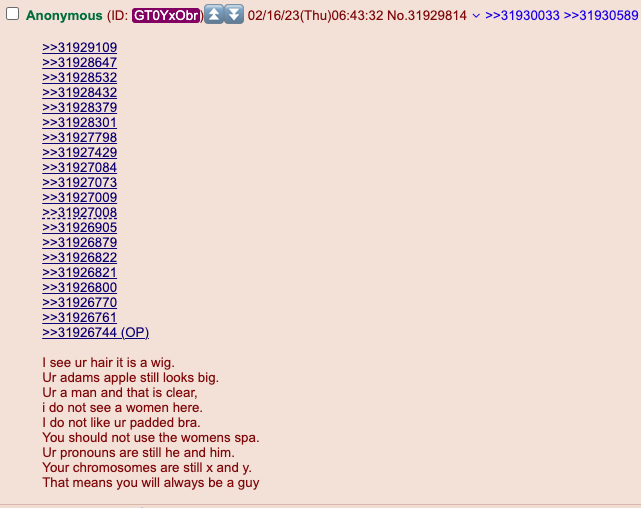 Anonymous (ID: GT0YxObr) 02/16/23(Thu)06:43:32 No.31929814 >>31930033 >>31930589
>>31929109
>>31928647
>>31928532
>>31928432
>>31928379
>>31928301
>>31927798
>>31927429
>>31927084
>>31927073
>>31927009
>>31927008
>>31926905
>>31926879
>>31926822
>>31926821
>>31926800
>>31926770
>>31926761
>>31926744 (OP)
I see ur hair it is a wig.
Ur adams apple still looks big.
Ur a man and that is clear,
i do not see a women here.
I do not like ur padded bra.
You should not use the womens spa.
Ur pronouns are still he and him.
Your chromosomes are still x and y.
That means you will always be a guy